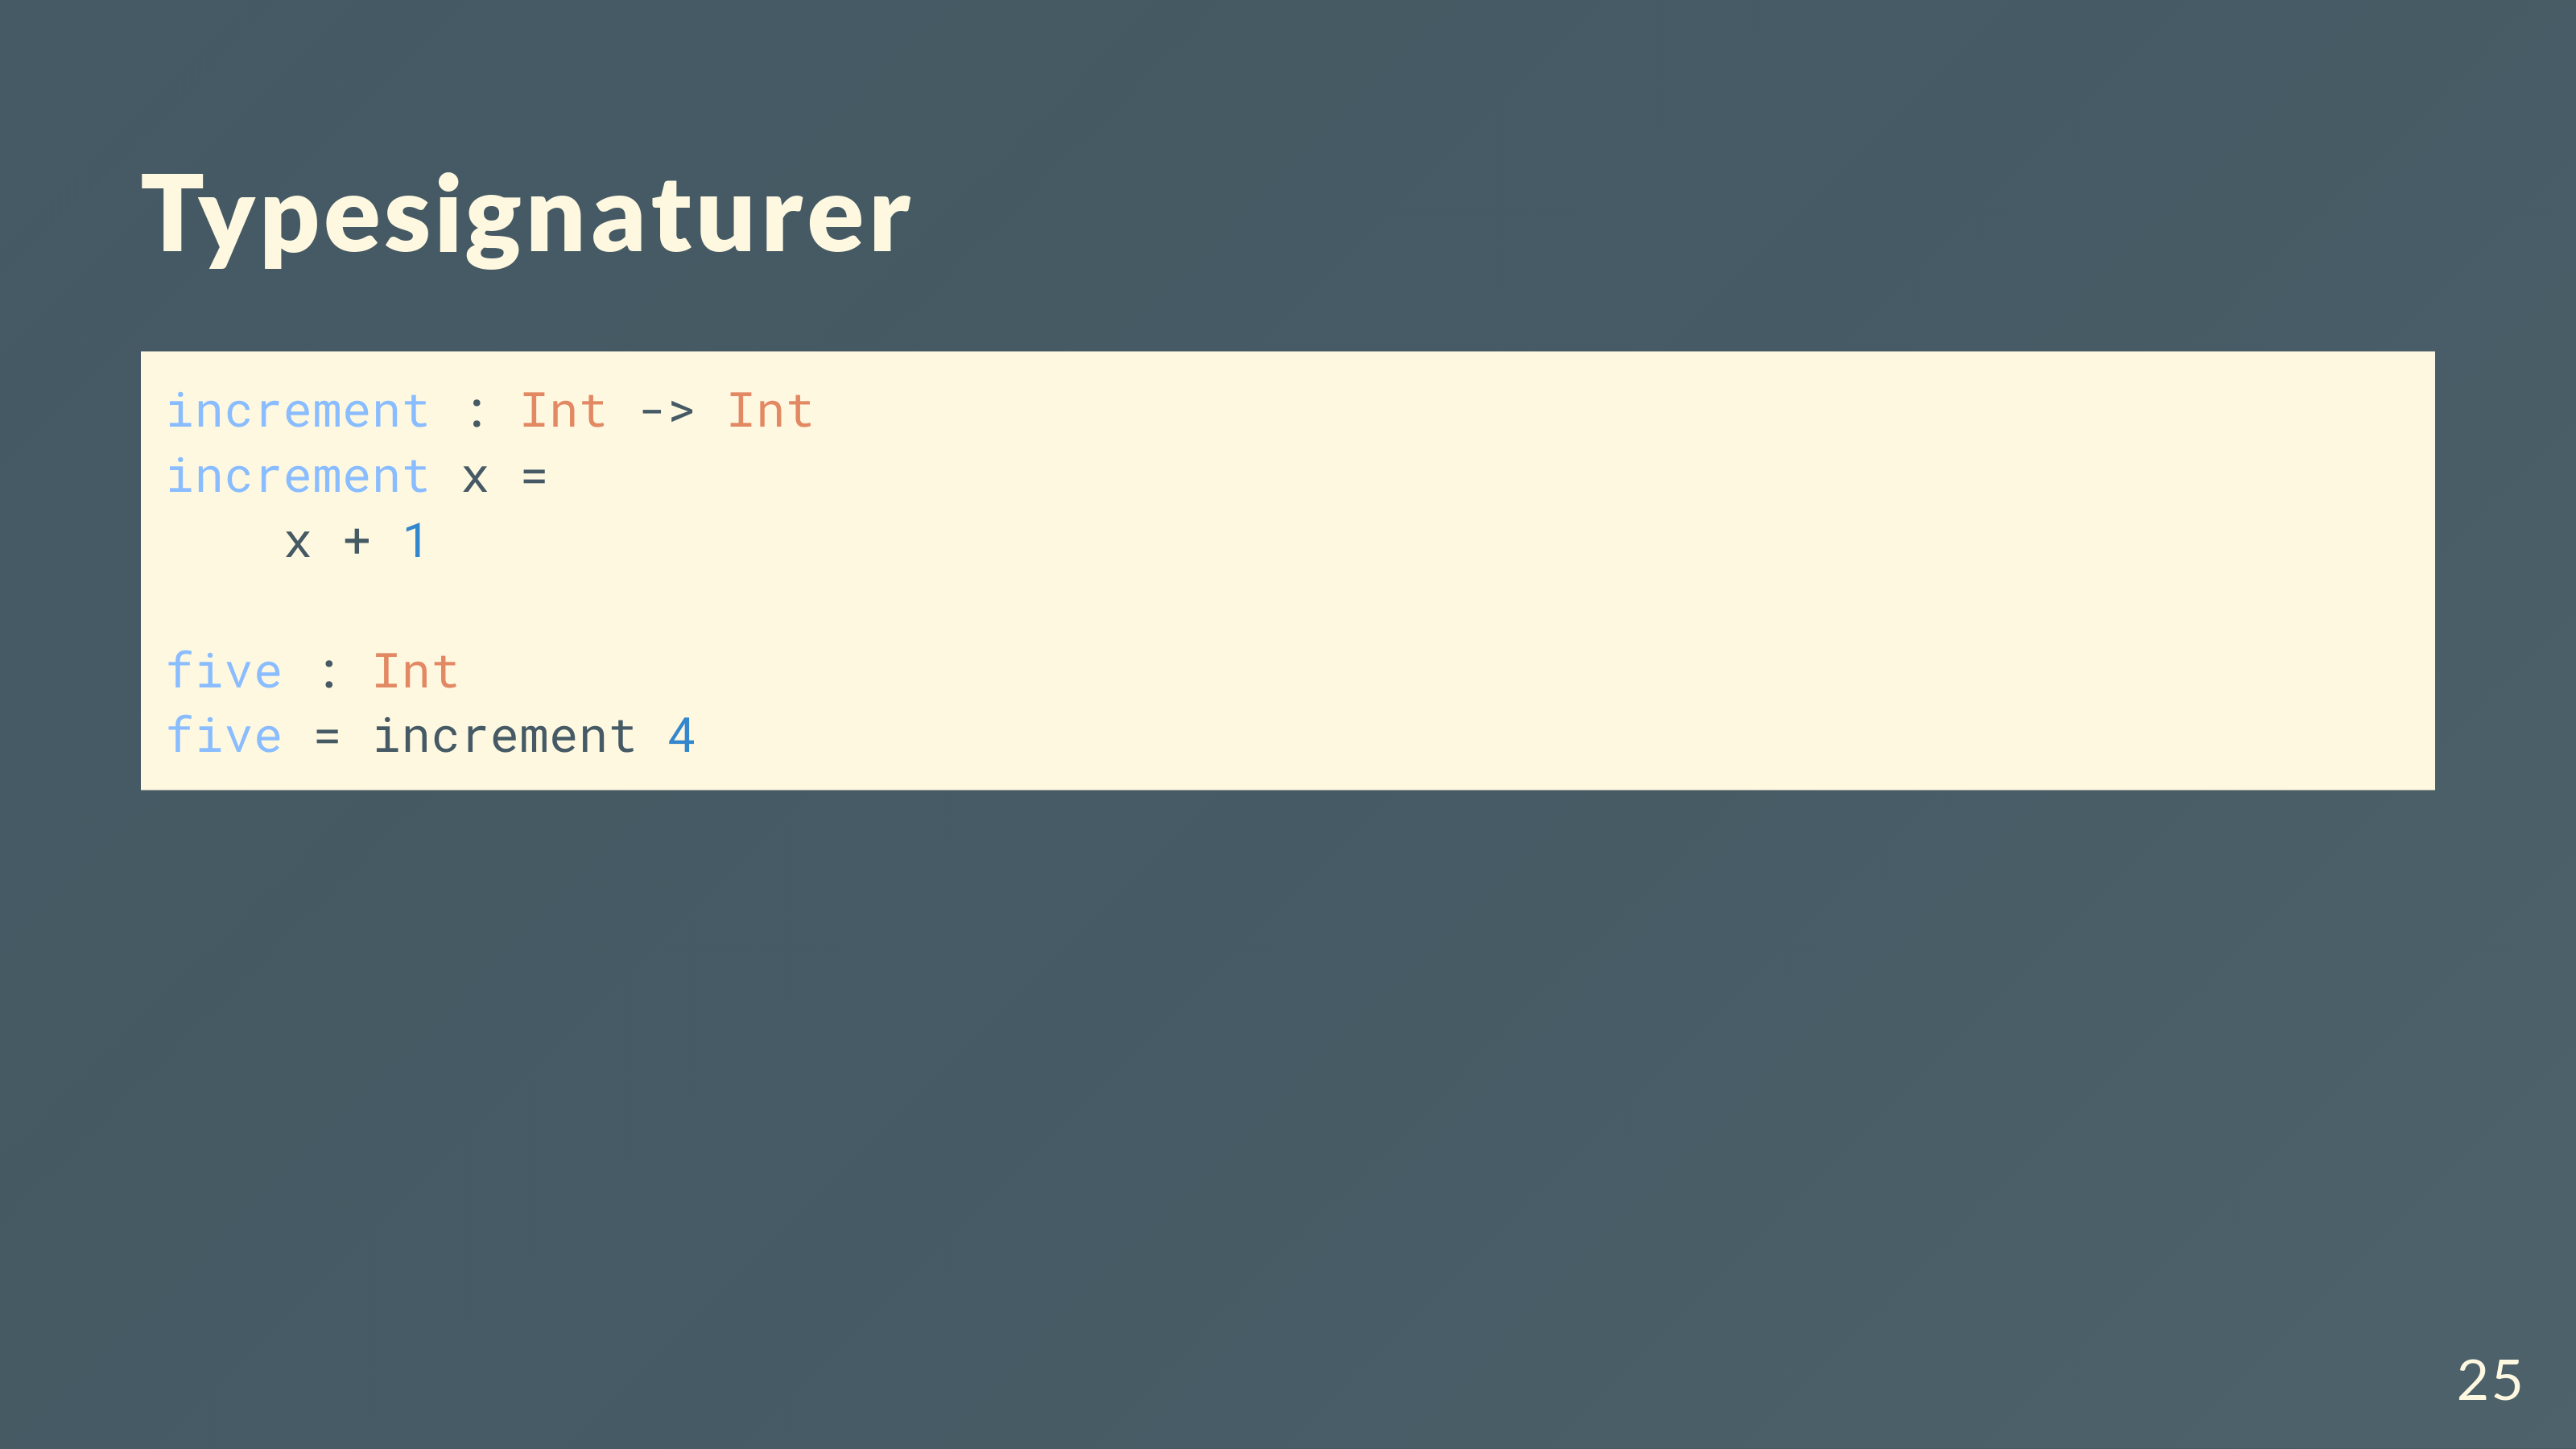 Typesignaturer
increment : Int -> Int
increment x =
    x + 1
five : Int
five = increment 4
25